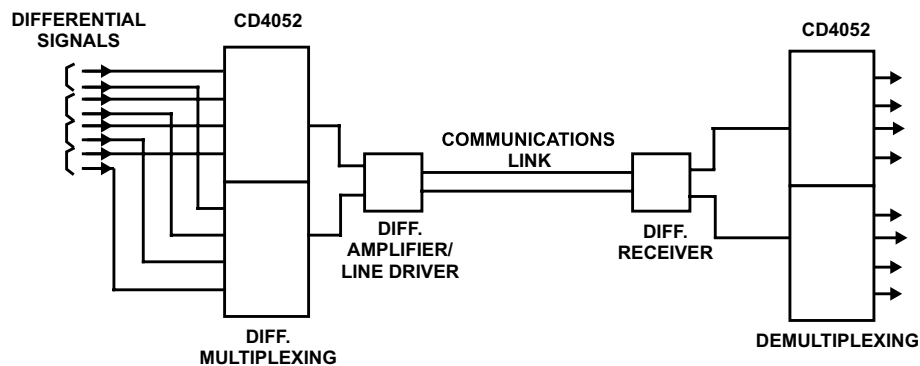 DIFFERENTIAL
SIGNALS
CD4052
CD4052
COMMUNICATIONS
LINK
DIFF.
AMPLIFIER/
LINE DRIVER
DIFF.
RECEIVER
DIFF.
MULTIPLEXING
DEMULTIPLEXING